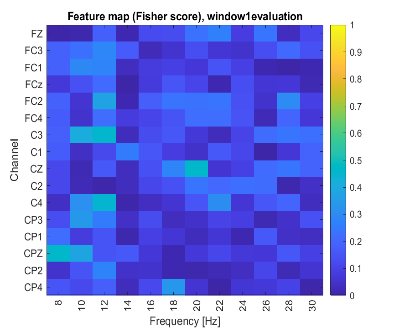 Feature map (Fisher score), window1evaluation
FZ
FC3
FC1
FCz
FC2
FC4
C3
C1
CZ
C2
C4
CP3
CP1
CPZ
CP2
CP4
Channel
8 10 12 14 16 18 20 22 24 26 28 30
Frequency [Hz]
1
0.9
0.8
0.7
0.6
0.5
0.4
0.3
0.2
0.1
0